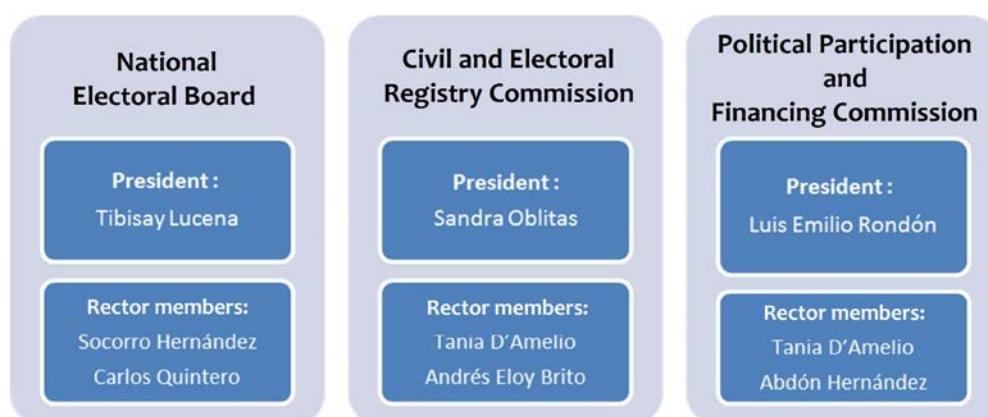 National
Electoral Board
President :
Tibisay Lucena
Rector members:
Socorro Hernández
Carlos Quintero
Civil and Electoral
Registry Commission
President :
Sandra Oblitas
Rector members:
Tania D’Amelio
Andrés Eloy Brito
Political Participation
and
Financing Commission
President :
Luis Emilio Rondón
Rector members:
Tania D’Amelio
Abdón Hernández